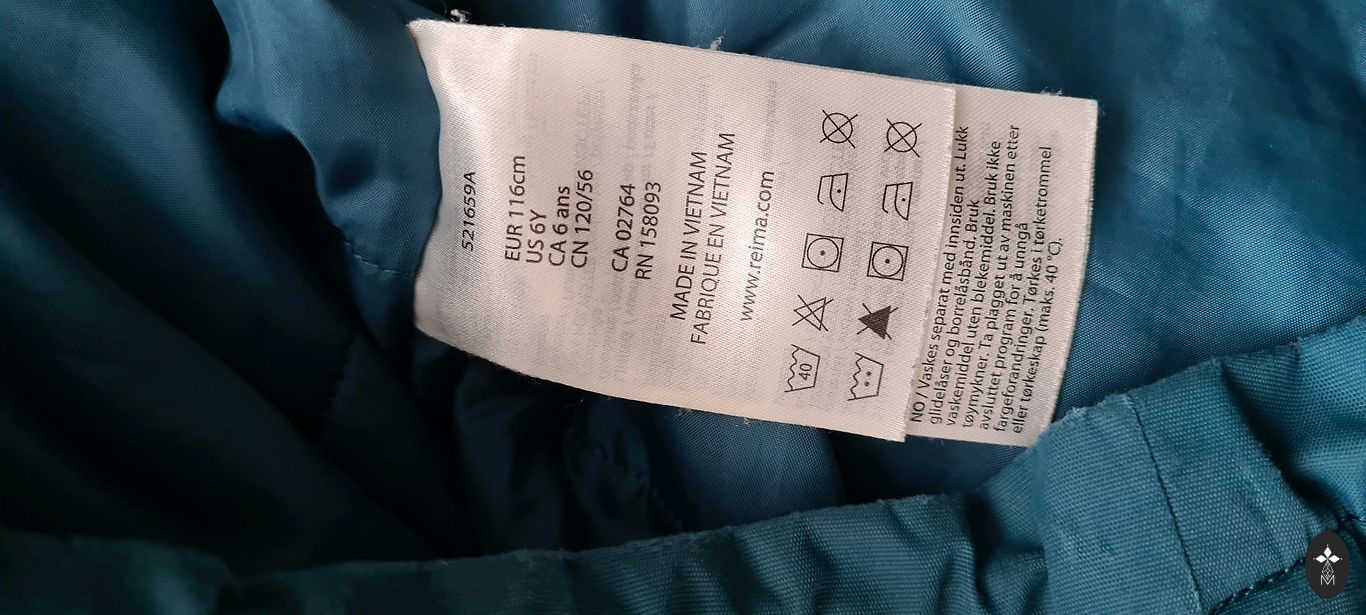 521659A
EUR 116cm
US 6Y
CA 6 ans
CN 120/56
CA 02764
RN 158093
MADE IN VIETNAM
FABRIQUE EN VIETNAM
www.reima.com
40
NO / Vaskes separat med innsiden ut. Lukk
glidelåser og borrelåsbånd. Bruk
vaskemiddel uten blekemiddel. Bruk ikke
tøymykner. Ta plagget ut av maskinen etter
avsluttet program for å unngå
fargeforandringer. Tørkes i tørketrommel
eller tørkeskap (maks. 40 °C).
M